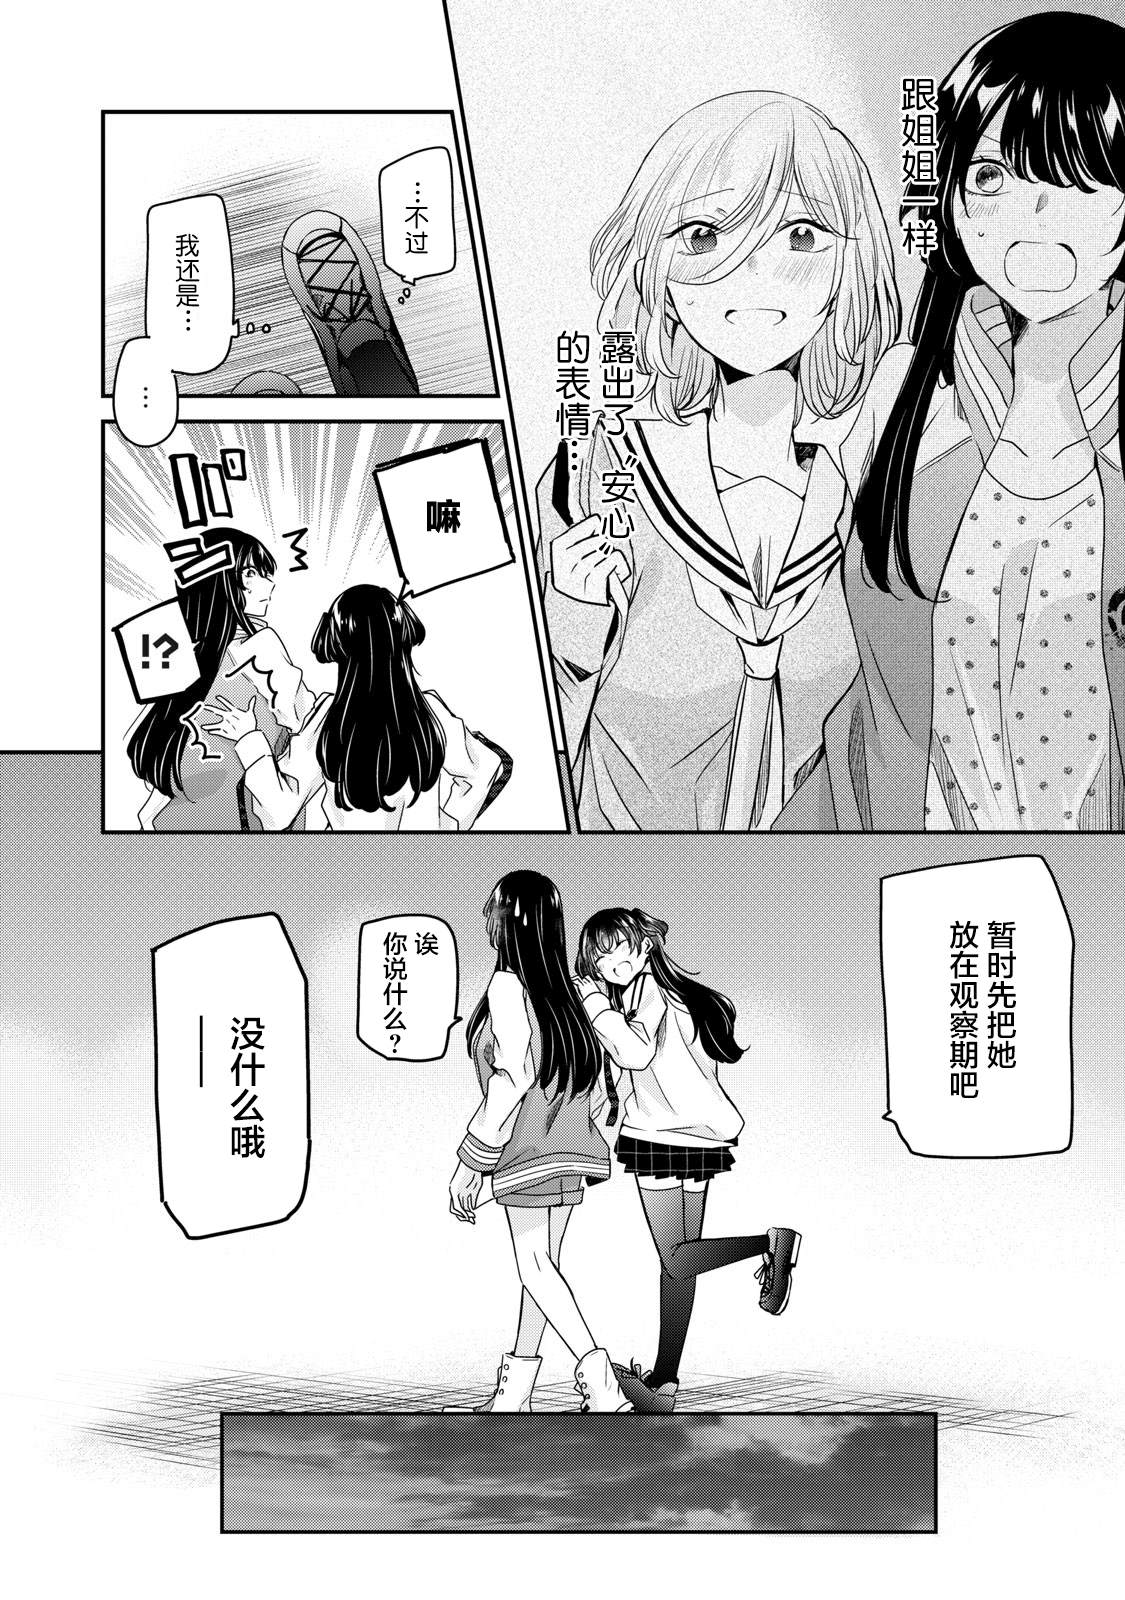 跟姐姐一样
露出了〝安心〞
的表情…
…不过
我还是…
…
嘛
!?
暂时先把她
放在观察期吧
诶
你说什么?
没什么哦
——